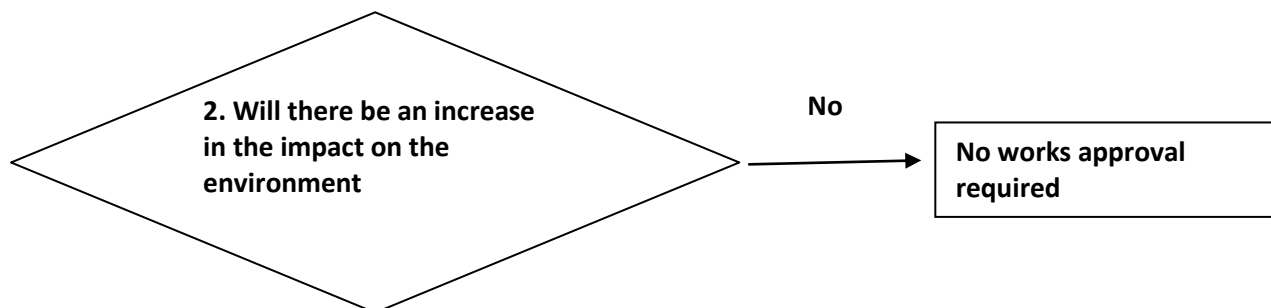 2. Will there be an increase
in the impact on the
environment
No
No works approval
required